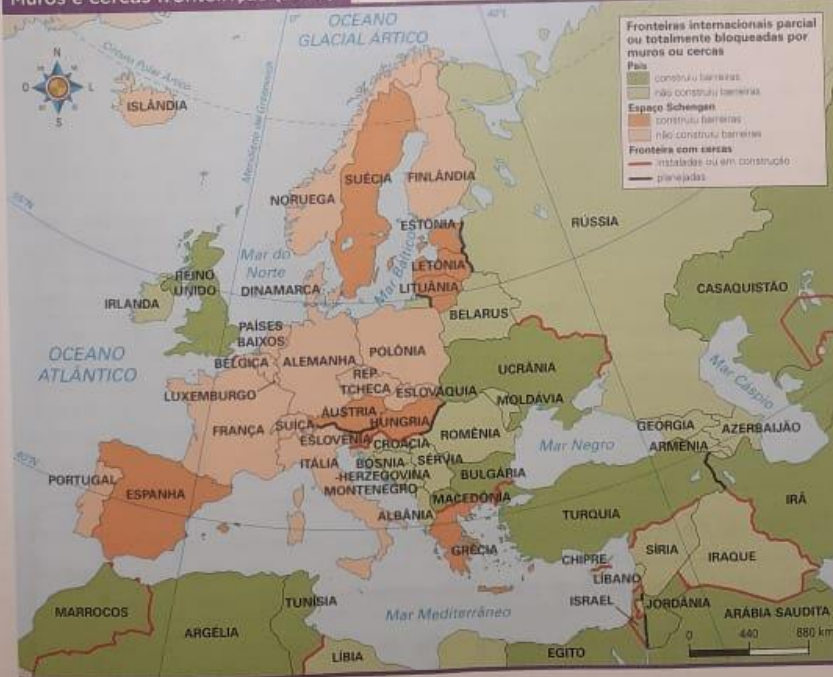 Muros e cercas
0°
40°L
OCEANO
GLACIAL ÁRTICO
Fronteiras internacionais parcial
ou totalmente bloqueadas por
muros ou cercas
País
construiu barreiras
não construiu barreiras
Espaço Schengen
construiu barreiras
não construiu barreiras
Fronteira com cercas
instaladas ou em construção
planejadas
N
O
L
S
Círculo Polar Ártico
Meridiano de Greenwich
ISLÂNDIA
SUÉCIA
FINLÂNDIA
NORUEGA
RÚSSIA
ESTÔNIA
Mar do
Norte
Mar Báltico
LETÔNIA
LITUÂNIA
REINO
UNIDO
DINAMARCA
IRLANDA
CASAQUISTÃO
BELARUS
PAÍSES
BAIXOS
OCEANO
ATLÂNTICO
BÉLGICA
ALEMANHA
POLÔNIA
UCRÂNIA
Mar Cáspio
REP.
TCHECA
ESLOVÁQUIA
LUXEMBURGO
MOLDÁVIA
ÁUSTRIA
HUNGRIA
FRANÇA
SUÍÇA
ESLOVÊNIA
CROÁCIA
ROMÊNIA
Mar Negro
GEORGIA
AZERBAIJÃO
ARMÊNIA
40°N
ITÁLIA
BÓSNIA
-HERZEGOVINA
SÉRVIA
BULGÁRIA
PORTUGAL
ESPANHA
MONTENEGRO
MACEDÔNIA
IRÃ
ALBÂNIA
TURQUIA
GRÉCIA
CHIPRE
SÍRIA
IRAQUE
LÍBANO
ISRAEL
JORDÂNIA
ARÁBIA SAUDITA
MARROCOS
TUNÍSIA
Mar Mediterrâneo
ARGÉLIA
LÍBIA
EGITO
0 440 880 km